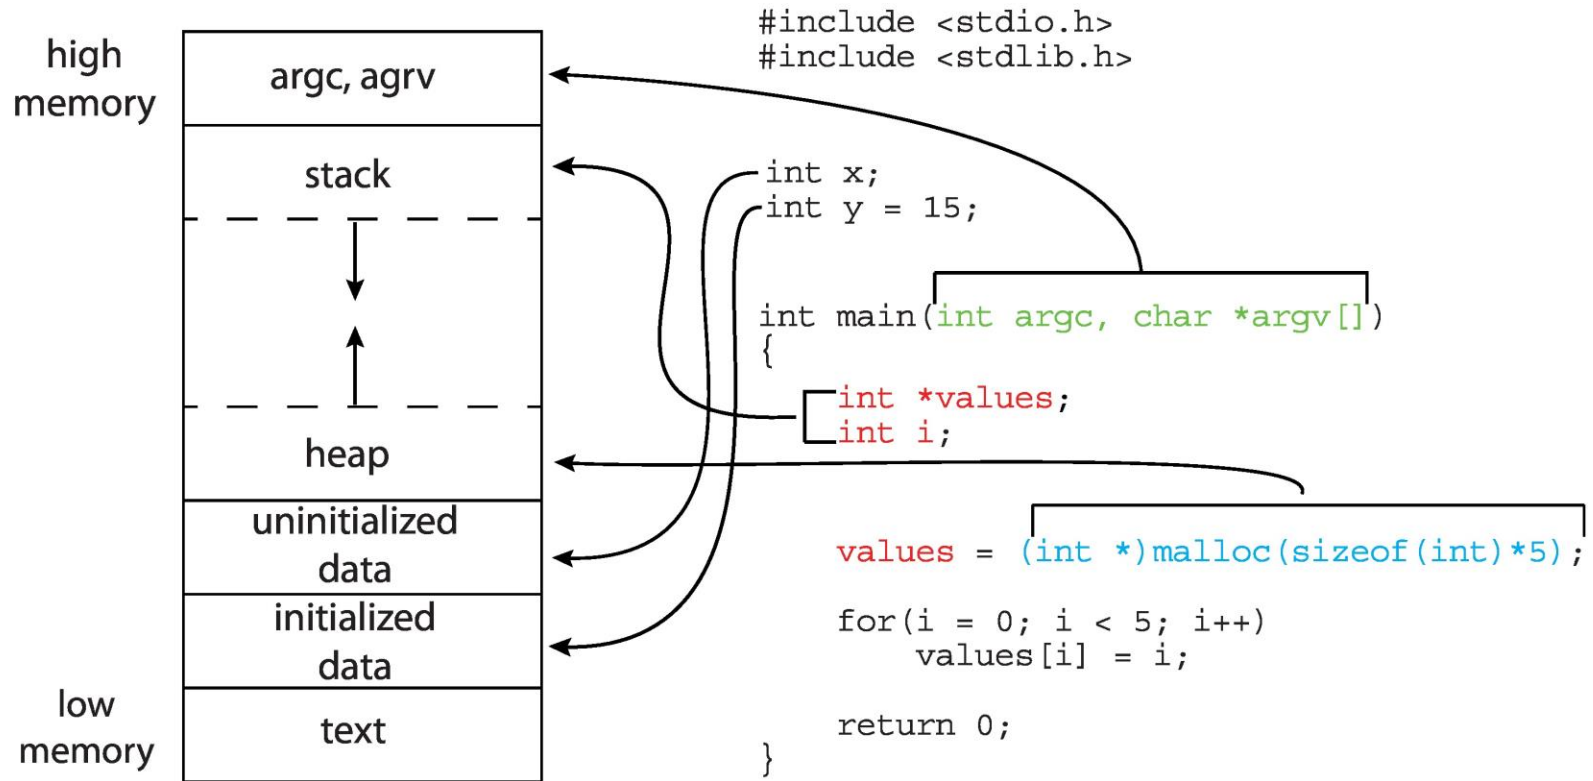 high
memory
argc, agrv
stack
heap
uninitialized
data
initialized
data
low
memory
text
#include <stdio.h>
#include <stdlib.h>
int x;
int y = 15;
int main(int argc, char *argv[])
{
int *values;
int i;
values = (int *)malloc(sizeof(int)*5);
for(i = 0; i < 5; i++)
values[i] = i;
return 0;
}